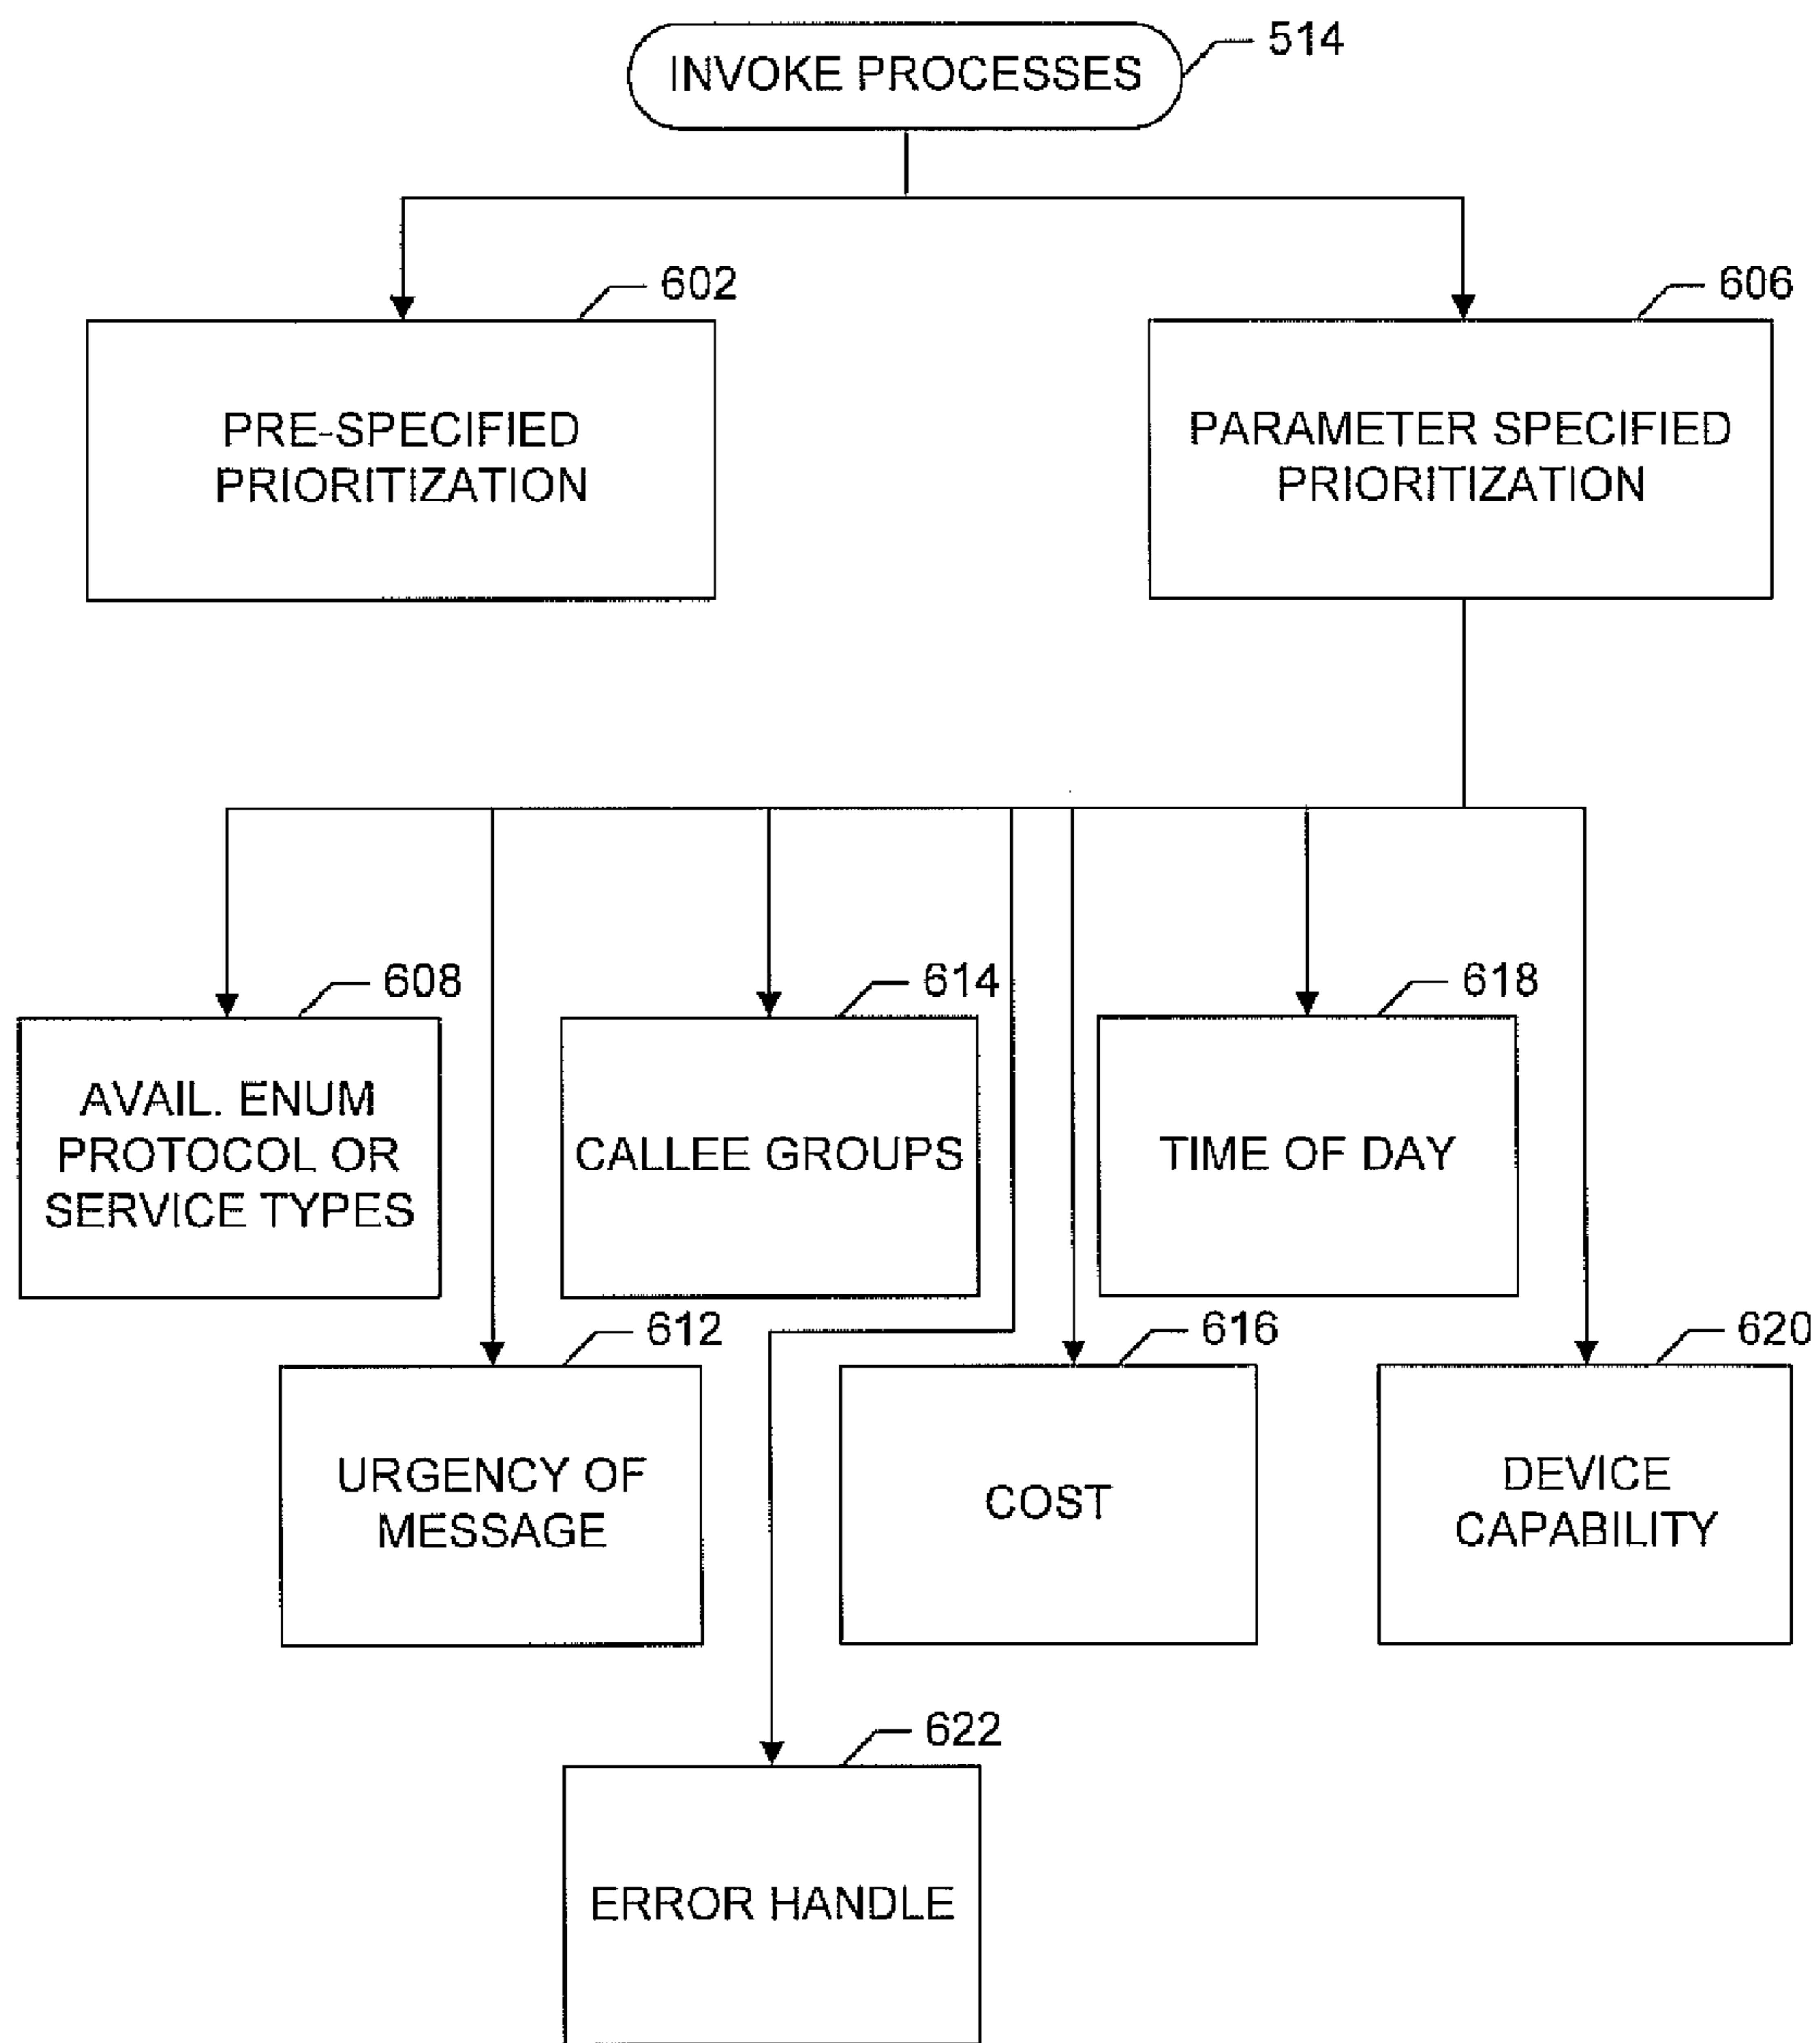 INVOKE PROCESSES
514
602
606
PRE-SPECIFIED
PRIORITIZATION
PARAMETER SPECIFIED
PRIORITIZATION
608
614
618
AVAIL. ENUM
PROTOCOL OR
SERVICE TYPES
CALLEE GROUPS
TIME OF DAY
612
616
620
URGENCY OF
MESSAGE
COST
DEVICE
CAPABILITY
622
ERROR HANDLE